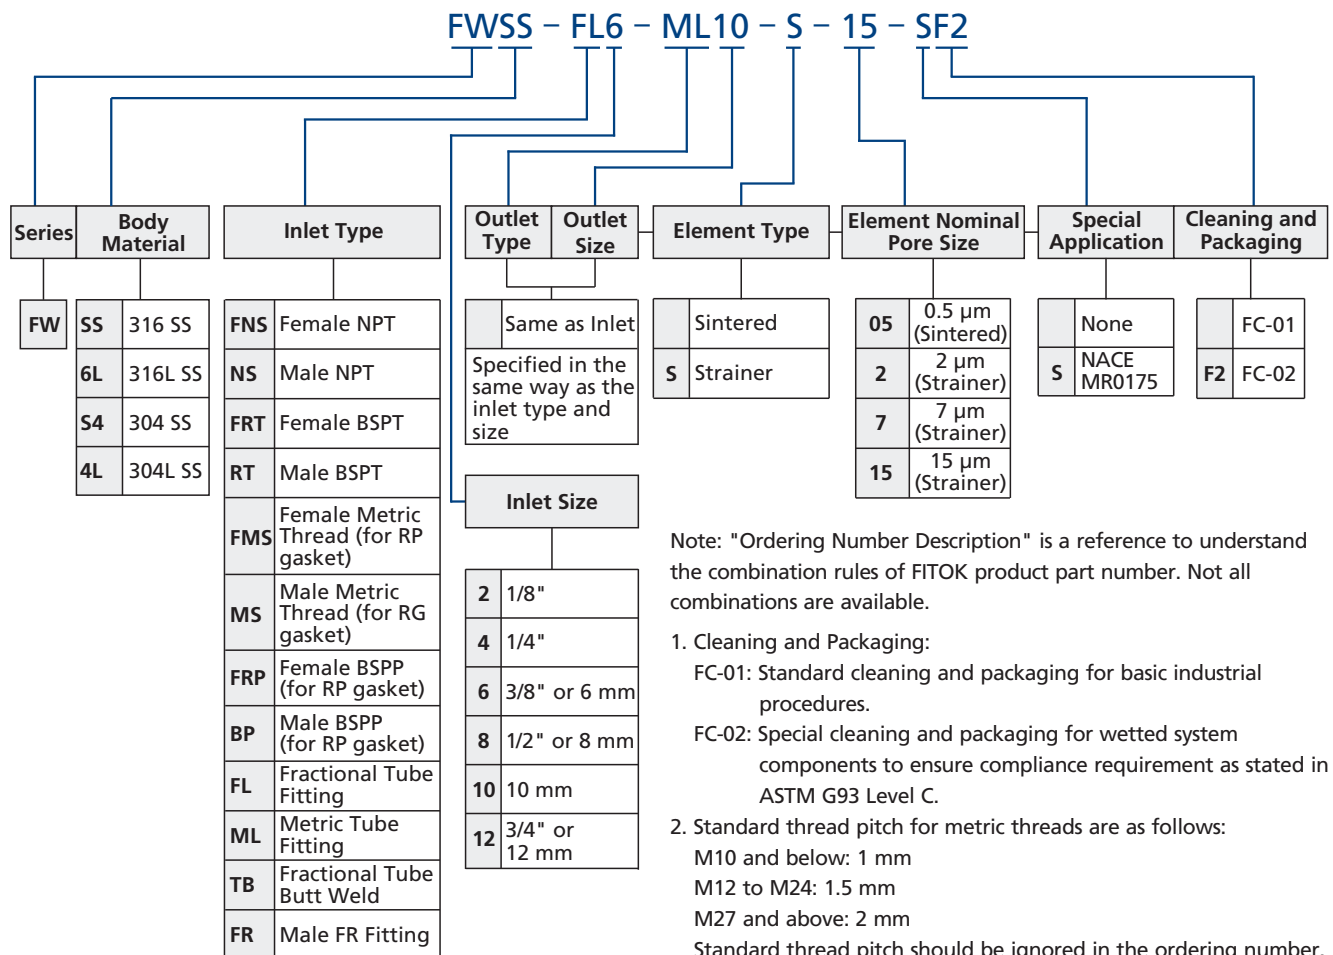 FWSS – FL6 – ML10 – S – 15 – SF2
Series
Body
Material
FW
SS 316 SS
6L 316L SS
S4 304 SS
4L 304L SS
Inlet Type
FNS Female NPT
NS Male NPT
FRT Female BSPT
RT Male BSPT
FMS Female Metric
Thread (for RP
gasket)
MS Male Metric
Thread (for RG
gasket)
FRP Female BSPP
(for RP gasket)
BP Male BSPP
(for RP gasket)
FL Fractional Tube
Fitting
ML Metric Tube
Fitting
TB Fractional Tube
Butt Weld
FR Male FR Fitting
Outlet
Type
Outlet
Size
Same as Inlet
Specified in the
same way as the
inlet type and
size
Inlet Size
2 1/8"
4 1/4"
6 3/8" or 6 mm
8 1/2" or 8 mm
10 10 mm
12 3/4" or
12 mm
Element Type
Sintered
S Strainer
Element Nominal
Pore Size
05 0.5 µm
(Sintered)
2 2 µm
(Strainer)
7 7 µm
(Strainer)
15 15 µm
(Strainer)
Special
Application
None
S NACE
MR0175
Cleaning and
Packaging
FC-01
F2 FC-02
Note: "Ordering Number Description" is a reference to understand
the combination rules of FITOK product part number. Not all
combinations are available.
1. Cleaning and Packaging:
FC-01: Standard cleaning and packaging for basic industrial
procedures.
FC-02: Special cleaning and packaging for wetted system
components to ensure compliance requirement as stated in
ASTM G93 Level C.
2. Standard thread pitch for metric threads are as follows:
M10 and below: 1 mm
M12 to M24: 1.5 mm
M27 and above: 2 mm
Standard thread pitch should be ignored in the ordering number.